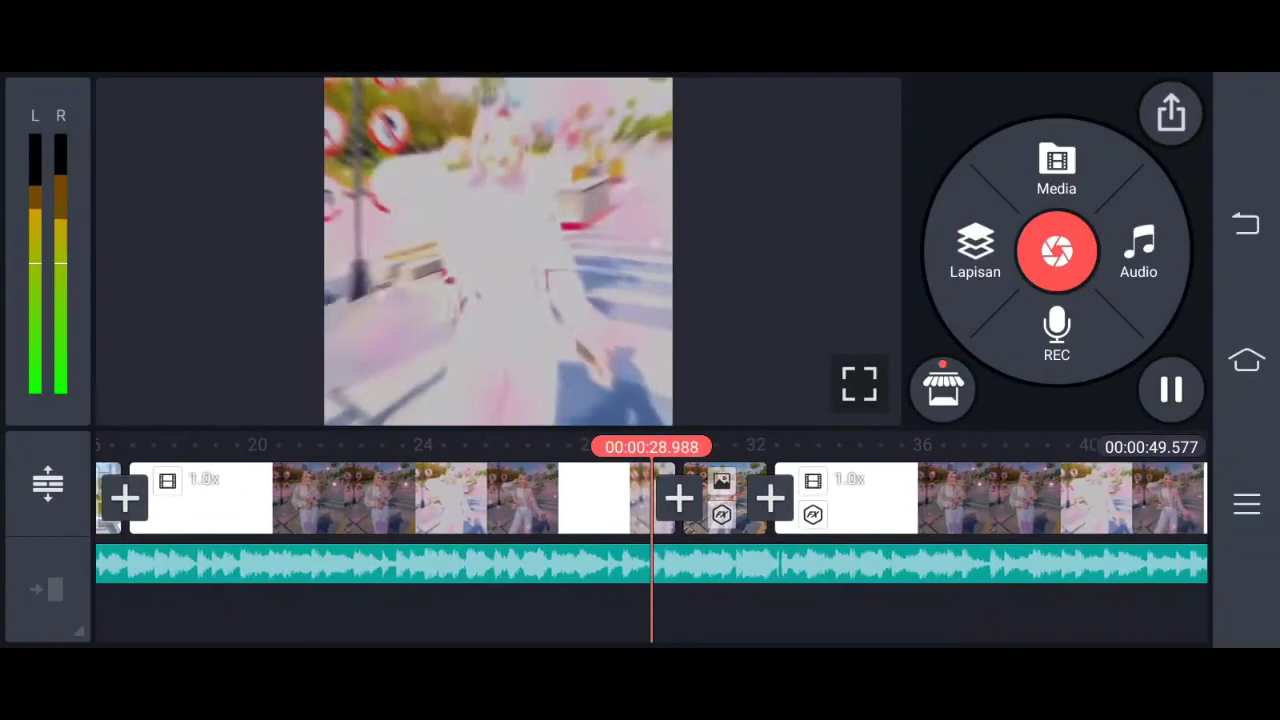 L R
Media
Lapisan
Audio
REC
20 24 32 36
00:00:28.988
00:00:49.577
1.0x
1.0x